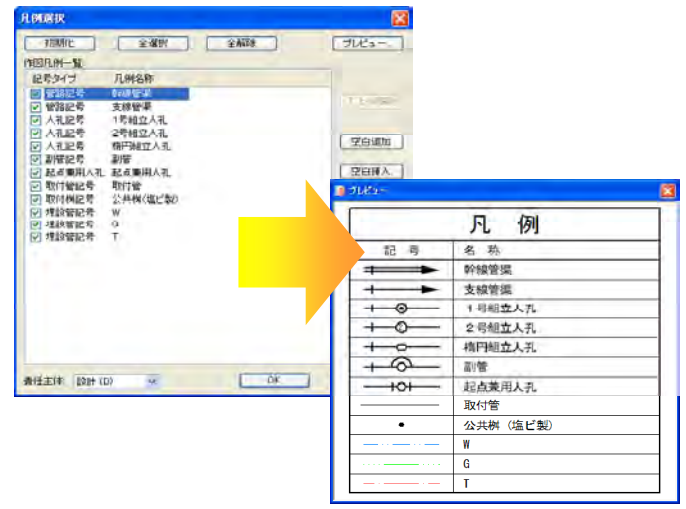 凡例選択
初期化 全選択 全解除 プレビュー
作図凡例一覧
記号タイプ 凡例名称
管路記号 幹線管渠
管路記号 支線管渠
人孔記号 1号組立人孔
人孔記号 2号組立人孔
人孔記号 楕円組立人孔
副管記号 副管
起点兼用人孔 起点兼用人孔
取付管記号 取付管
取付桝記号 公共桝(塩ビ製)
埋設管記号 W
埋設管記号 G
埋設管記号 T
空白追加
空白挿入
責任主体 設計(D)
OK
プレビュー
凡 例
記 号 名 称
幹線管渠
支線管渠
1号組立人孔
2号組立人孔
楕円組立人孔
副管
起点兼用人孔
取付管
公共桝(塩ビ製)
W
G
T